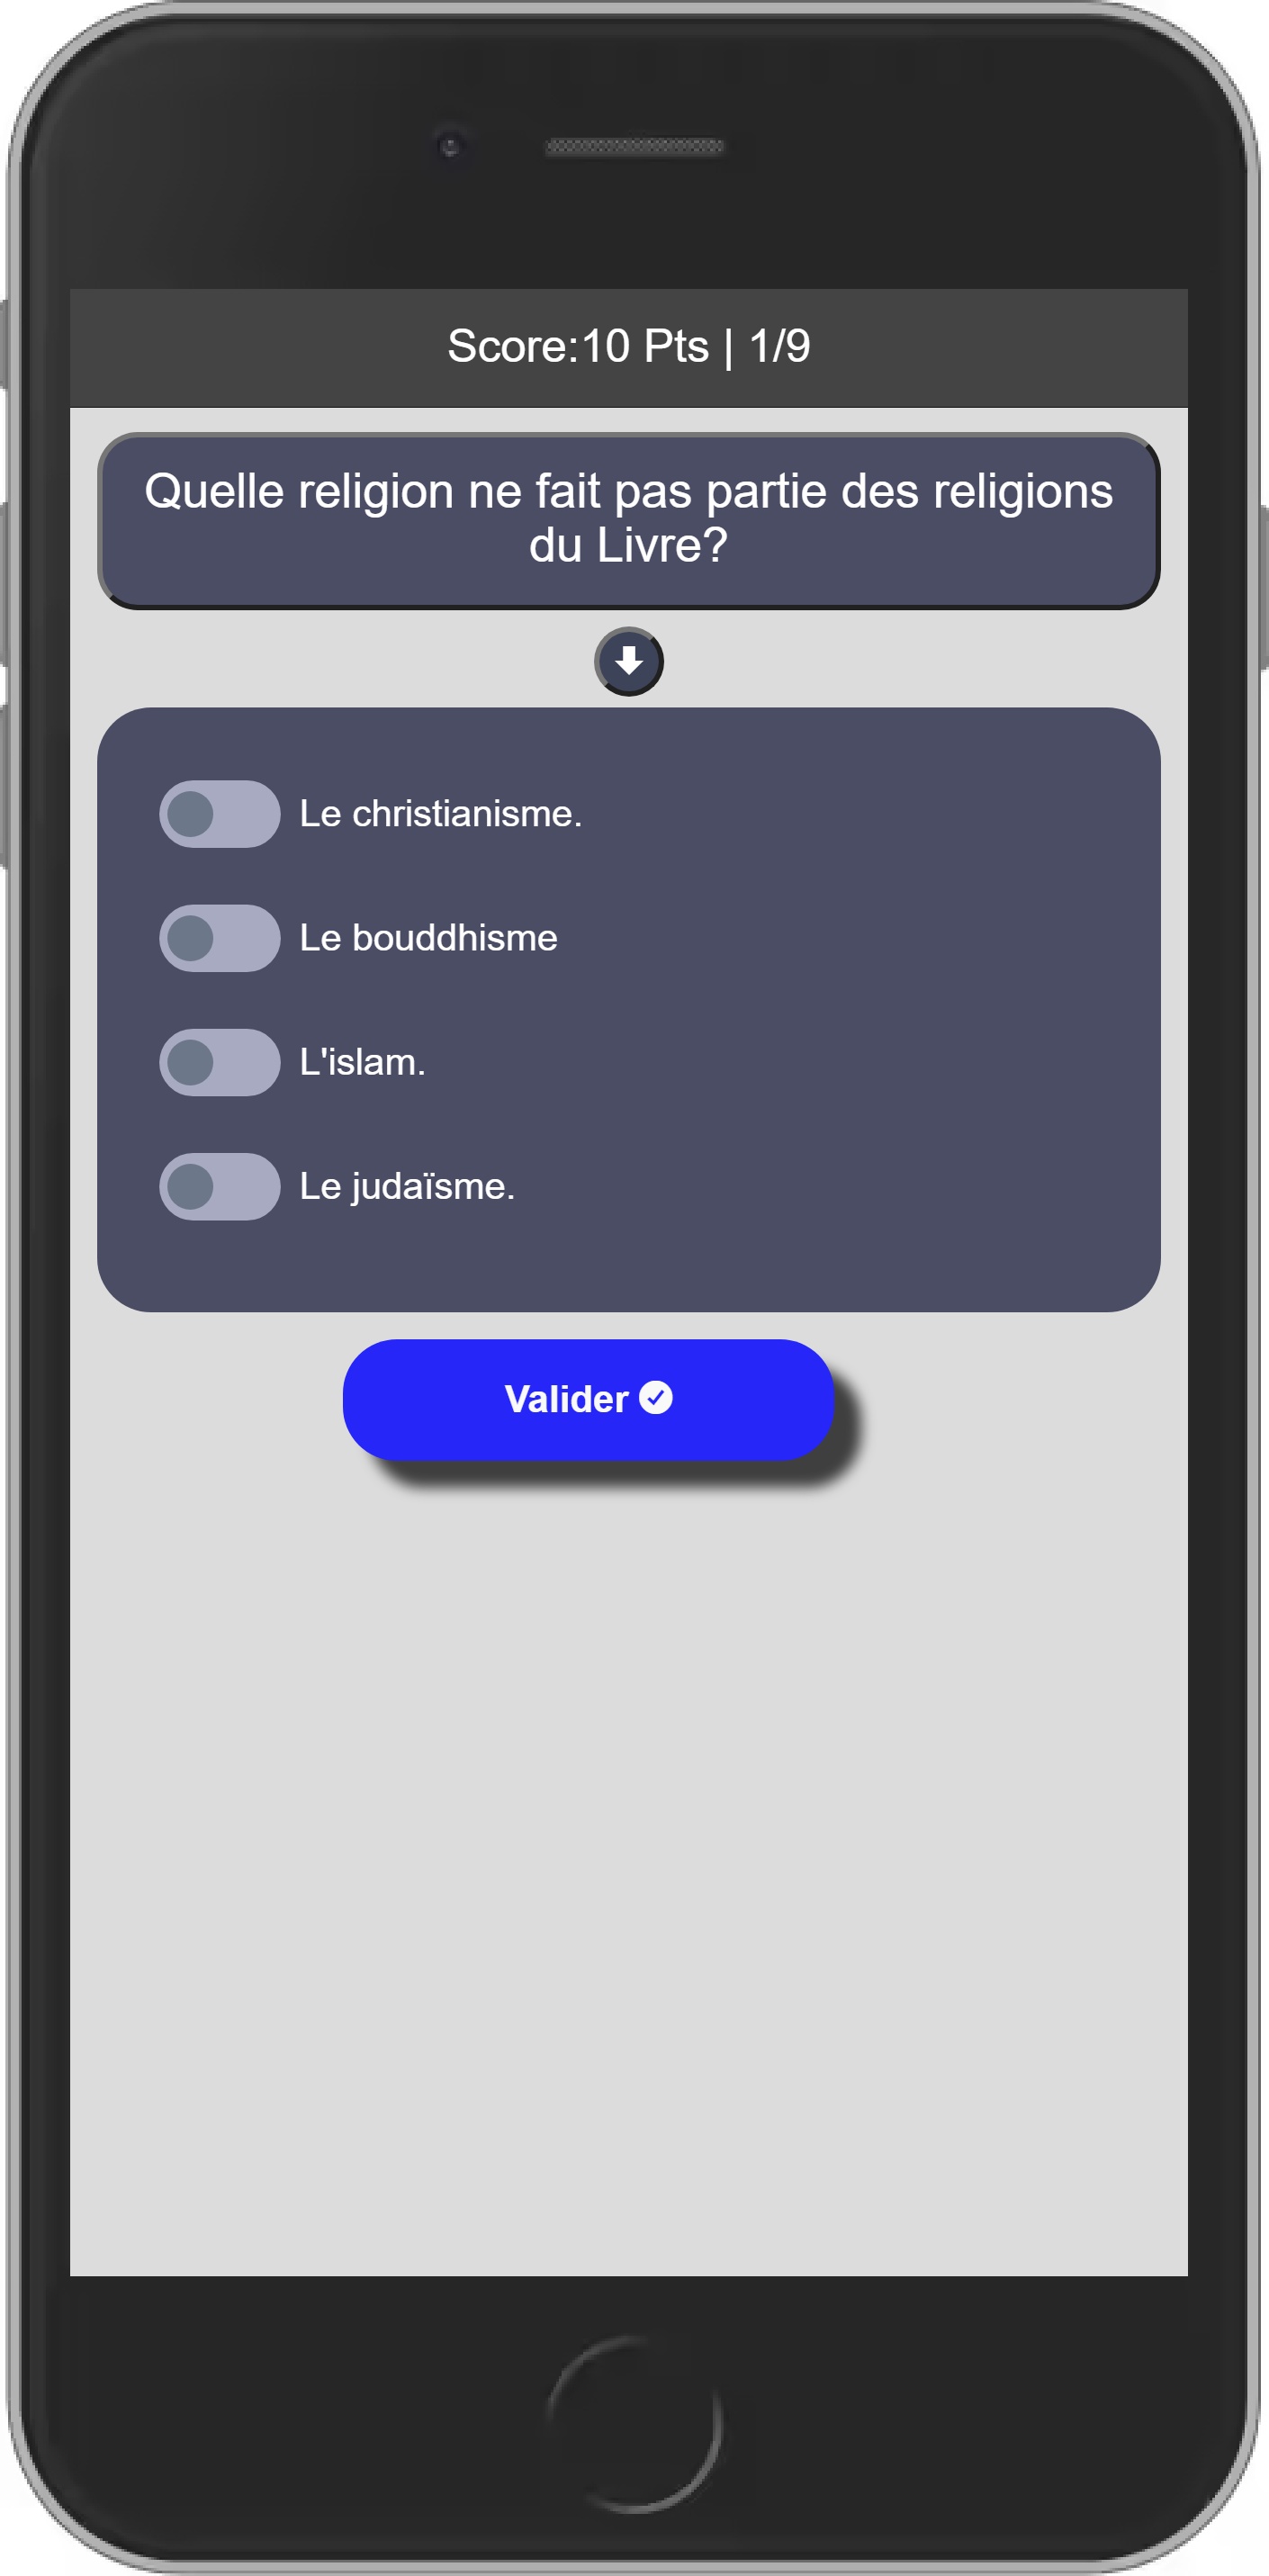 Score:10 Pts | 1/9
Quelle religion ne fait pas partie des religions
du Livre?
Le christianisme.
Le bouddhisme
L'islam.
Le judaïsme.
Valider